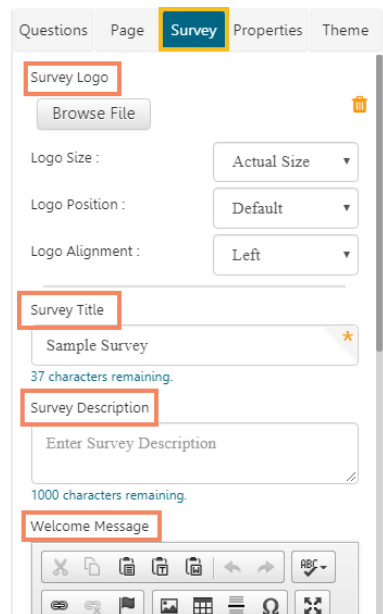 Questions Page Survey Properties Theme
Survey Logo
Browse File
Logo Size : Actual Size
Logo Position : Default
Logo Alignment : Left
Survey Title
Sample Survey *
37 characters remaining.
Survey Description
Enter Survey Description
1000 characters remaining.
Welcome Message
T W ABC
Ω